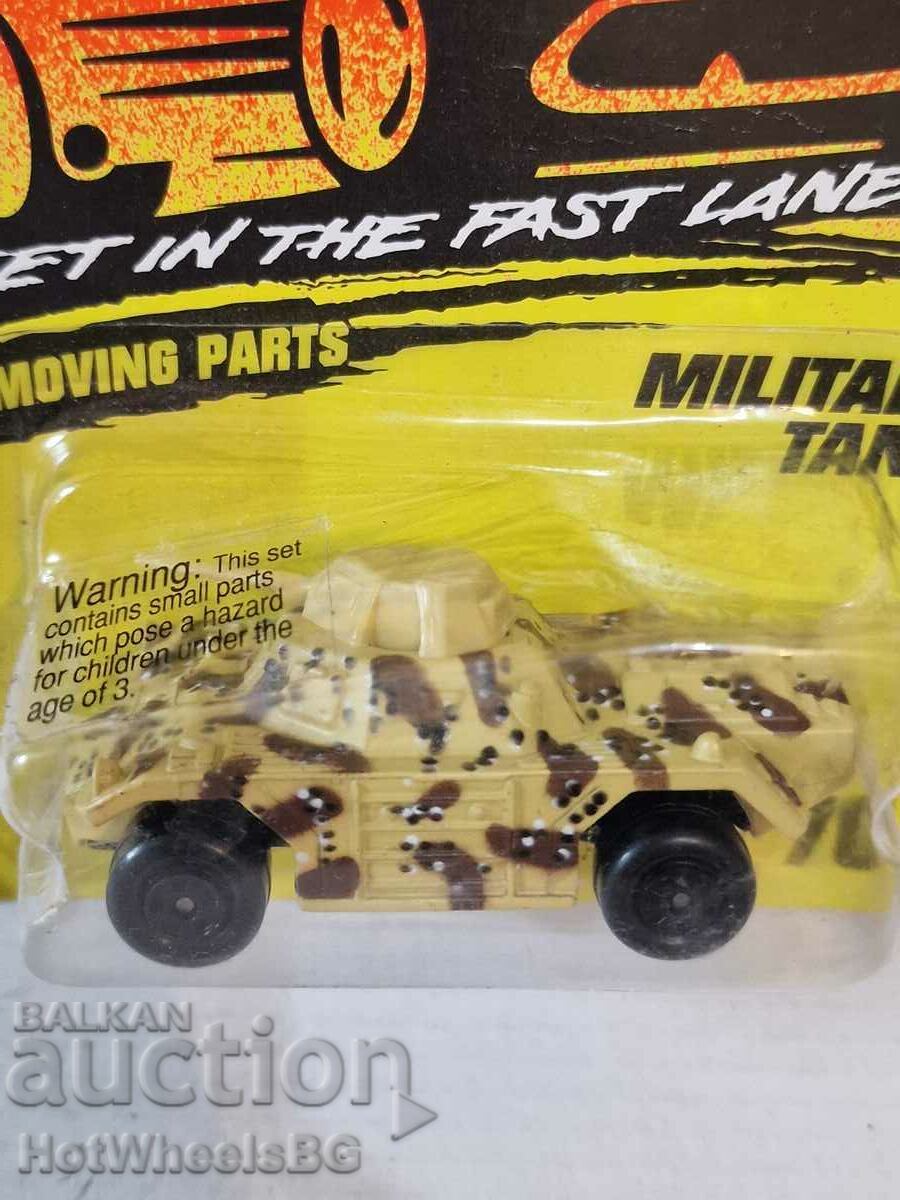 ET IN THE FAST LANE
MOVING PARTS
MILITA
TAN
Warning: This set
contains small parts
which pose a hazard
for children under the
age of 3.
BALKAN
auction
HotWheelsBG